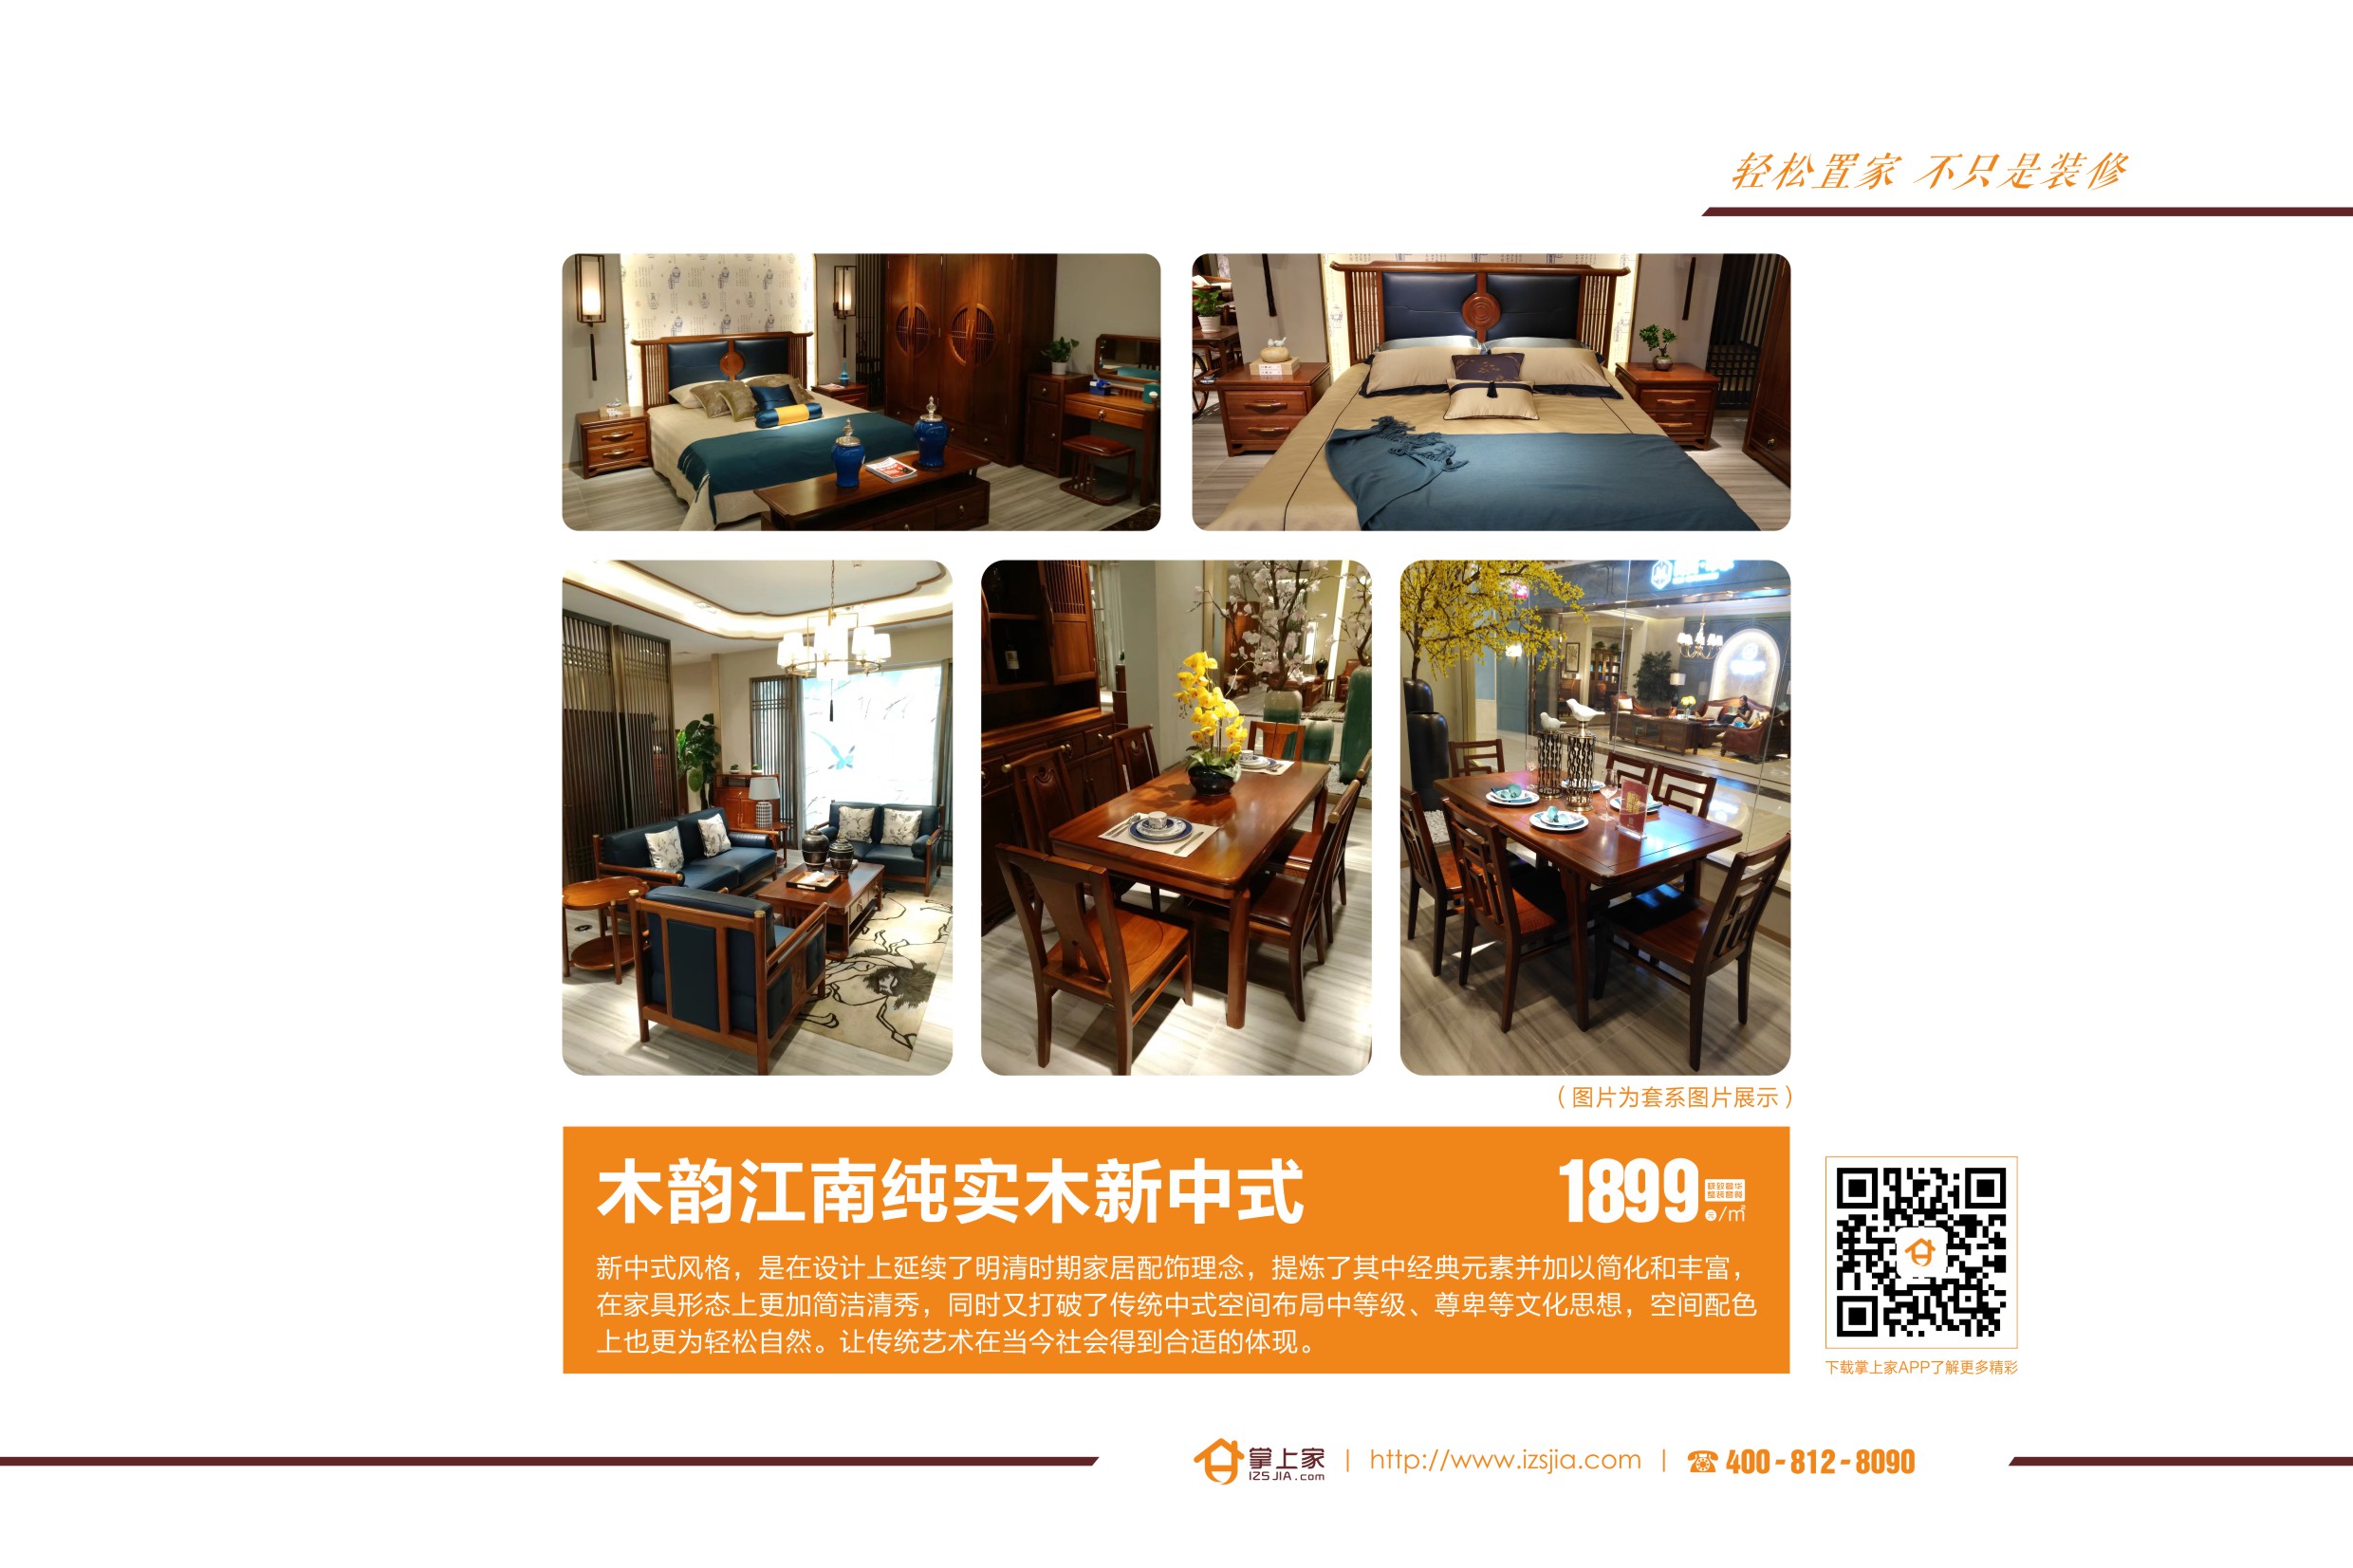 轻松置家 不只是装修
（图片为套系图片展示）
木韵江南纯实木新中式
1899
元/㎡
新中式风格，是在设计上延续了明清时期家居配饰理念，提炼了其中经典元素并加以简化和丰富，
在家具形态上更加简洁清秀，同时又打破了传统中式空间布局中等级、尊卑等文化思想，空间配色
上也更为轻松自然。让传统艺术在当今社会得到合适的体现。
下载掌上家APP了解更多精彩
掌上家
IZSJIA.com
http://www.izsjia.com
400-812-8090